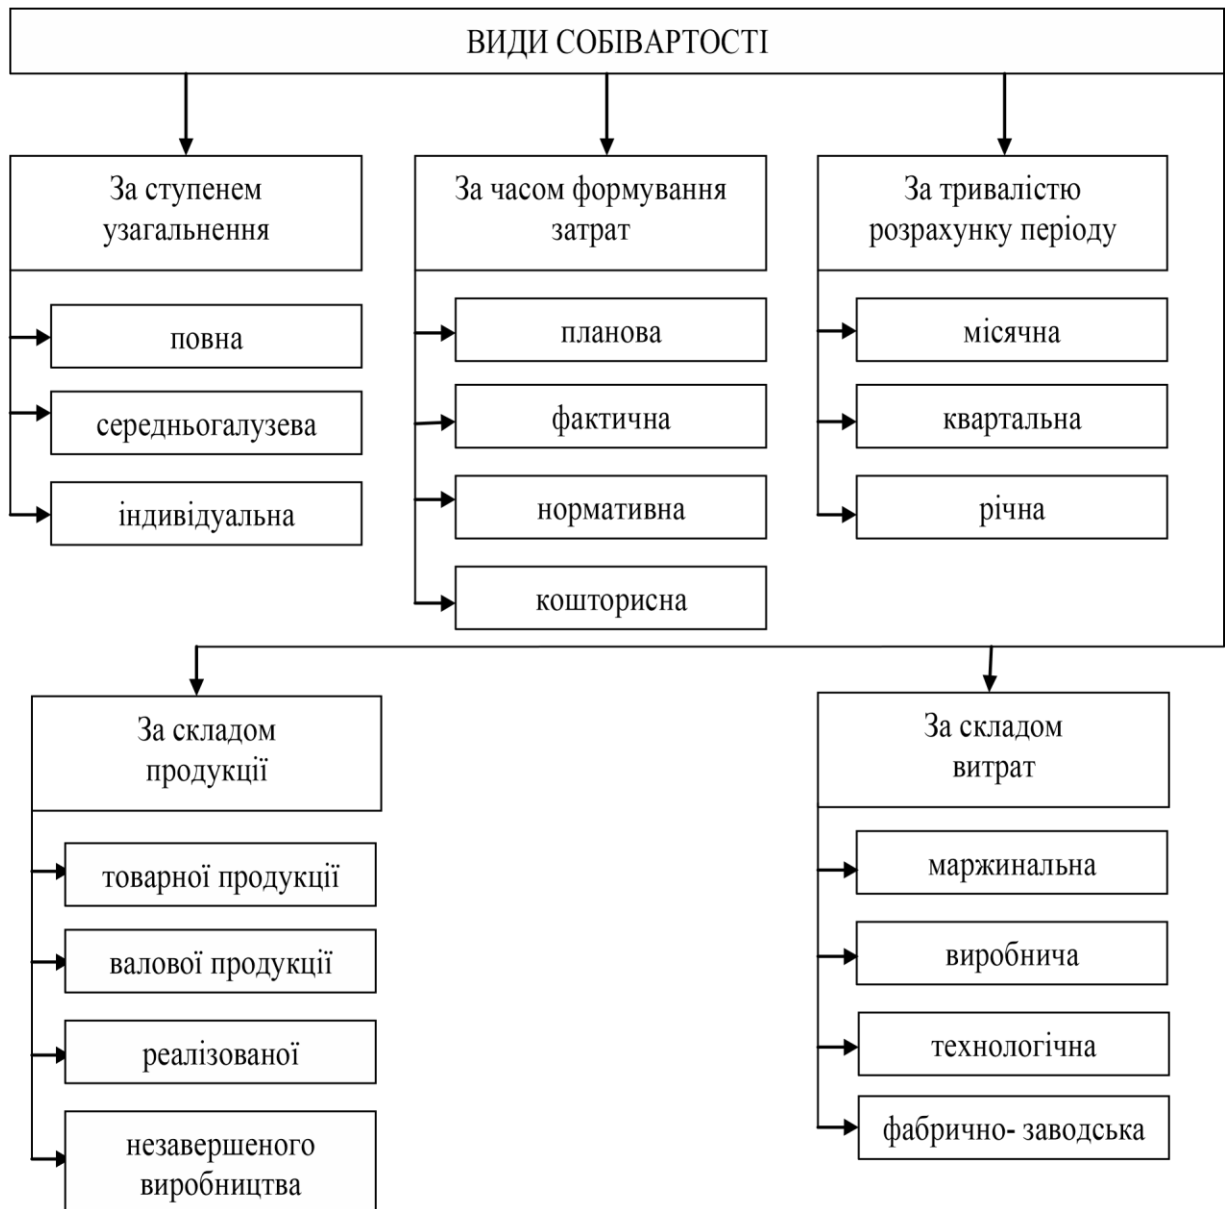 ВИДИ СОБІВАРТОСТІ
За ступенем
узагальнення
повна
середньогалузева
індивідуальна
За часом формування
затрат
планова
фактична
нормативна
кошторисна
За тривалістю
розрахунку періоду
місячна
квартальна
річна
За складом
продукції
товарної продукції
валової продукції
реалізованої
незавершеного
виробництва
За складом
витрат
маржинальна
виробнича
технологічна
фабрично- заводська